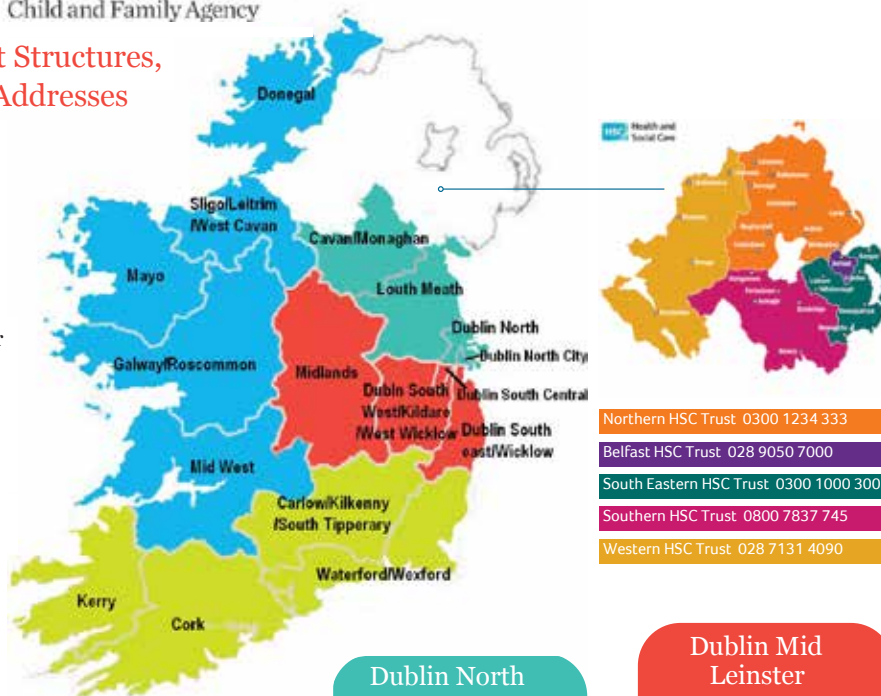 Child and Family Agency
t Structures,
Addresses
r
Donegal
Sligo/Leitrim
/West Cavan
Cavan/Monaghan
Mayo
Louth Meath
Dublin North
Dublin North City
Galway/Roscommon
Midlands
Dubln South
West/Kildare
/West Wicklow
Dublin South Central
Dublin South
east/Wicklow
Mid West
Carlow/Kilkenny
/South Tipperary
Waterford/Wexford
Kerry
Cork
HSC Health and
Social Care
Northern HSC Trust 0300 1234 333
Belfast HSC Trust 028 9050 7000
South Eastern HSC Trust 0300 1000 300
Southern HSC Trust 0800 7837 745
Western HSC Trust 028 7131 4090
Dublin North
Dublin Mid
Leinster